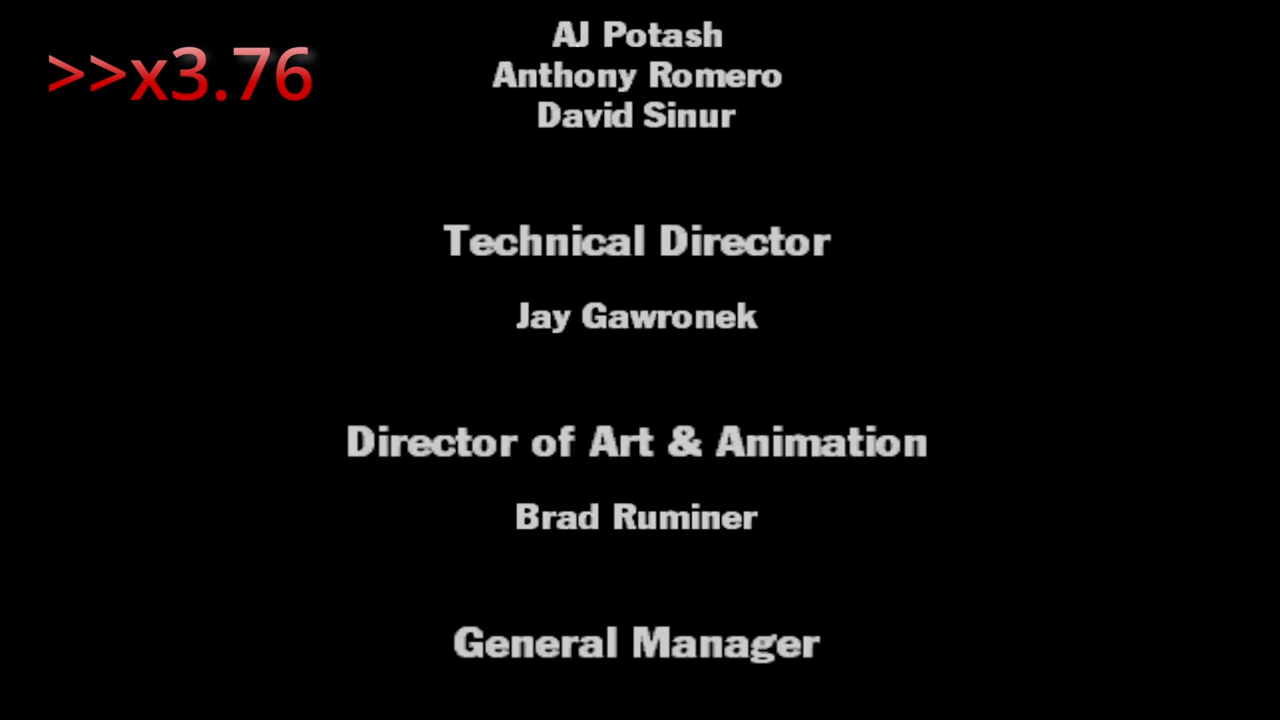 >>x3.76
AJ Potash
Anthony Romero
David Sinur
Technical Director
Jay Gawronek
Director of Art & Animation
Brad Ruminer
General Manager